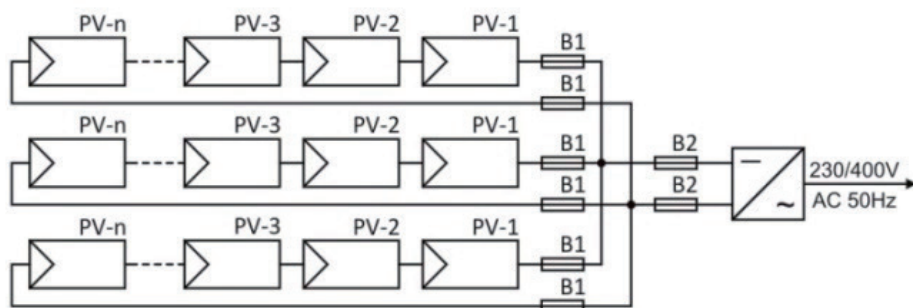 PV-n PV-3 PV-2 PV-1 B1
B1
PV-n PV-3 PV-2 PV-1 B1 B2
B1 B2
230/400V
AC 50Hz
PV-n PV-3 PV-2 PV-1 B1
B1